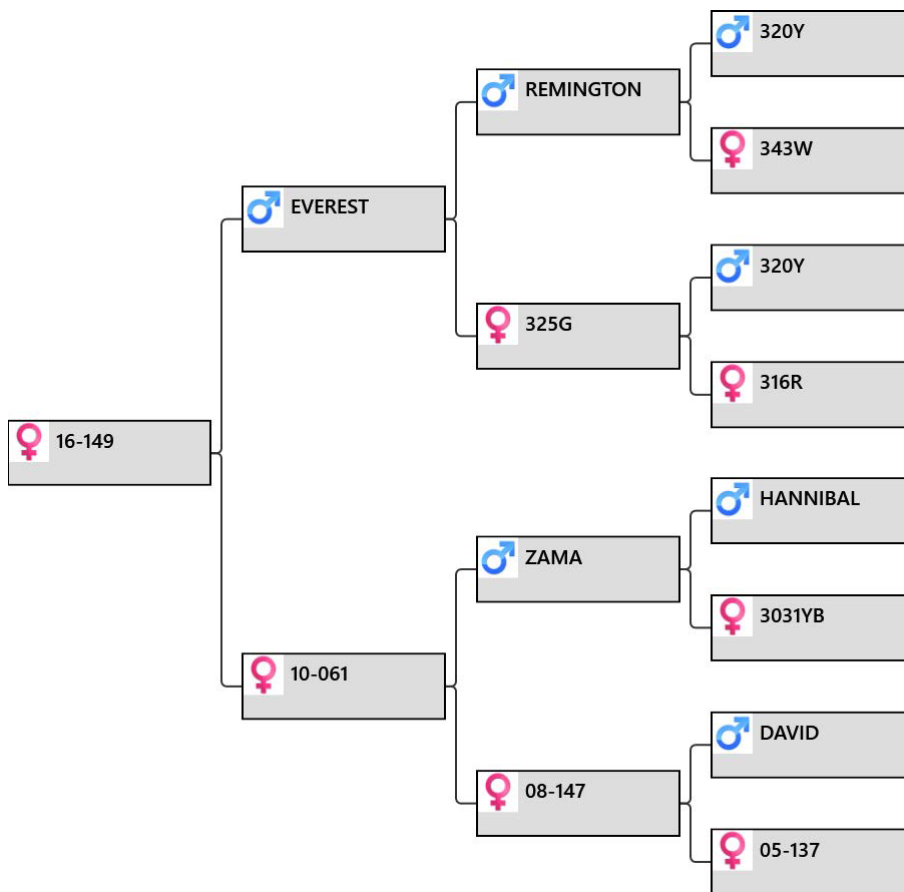 320Y
REMINGTON
343W
EVEREST
320Y
325G
316R
16-149
HANNIBAL
ZAMA
3031YB
10-061
DAVID
08-147
05-137